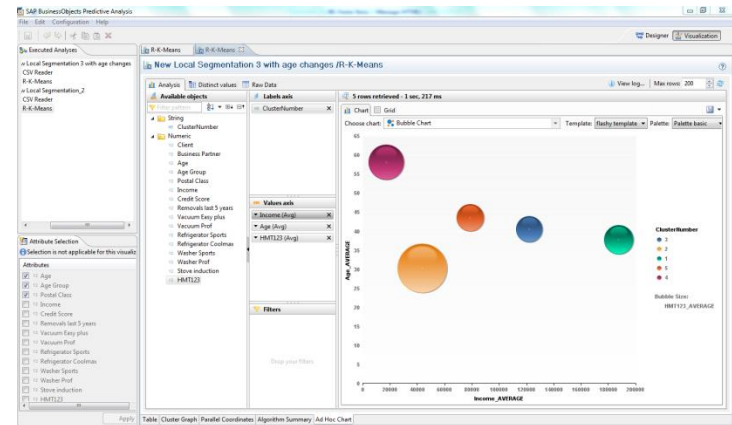 SAP BusinessObjects Predictive Analysis
File Edit Configuration Help
Designer Visualization
Executed Analyses
Local Segmentation 3 with age changes
CSV Reader
R-K-Means
Local Segmentation_2
CSV Reader
R-K-Means
Attribute Selection
Selection is not applicable for this visualiz
Attributes
Age
Age Group
Postal Class
Income
Credit Score
Removals last 5 years
Vacuum Easy plus
Vacuum Prof
Refrigerator Sports
Refrigerator Coolmax
Washer Sports
Washer Prof
Stove induction
HMT123
Apply
R-K-Means R-K-Means
New Local Segmentation 3 with age changes /R-K-Means
Analysis Distinct values Raw Data
View log... Max rows 200
Available objects
Filter pattern
String
ClusterNumber
Numeric
Client
Business Partner
Age
Age Group
Postal Class
Income
Credit Score
Removals last 5 years
Vacuum Easy plus
Vacuum Prof
Refrigerator Sports
Refrigerator Coolmax
Washer Sports
Washer Prof
Stove induction
HMT123
Labels axis
ClusterNumber
Values axis
Income (Avg)
Age (Avg)
HMT123 (Avg)
Filters
Drop your filters
5 rows retrieved - 1 sec, 217 ms
Chart Grid
Choose chart: Bubble Chart
Template: flashy template Palette: Palette basic
65
60
55
50
45
40
35
30
25
20
15
10
5
0
Age_AVERAGE
0 20000 40000 60000 80000 100000 120000 140000 160000 180000 200000
Income_AVERAGE
ClusterNumber
3
2
1
5
4
Bubble Size:
HMT123_AVERAGE
Table Cluster Graph Parallel Coordinates Algorithm Summary Ad Hoc Chart